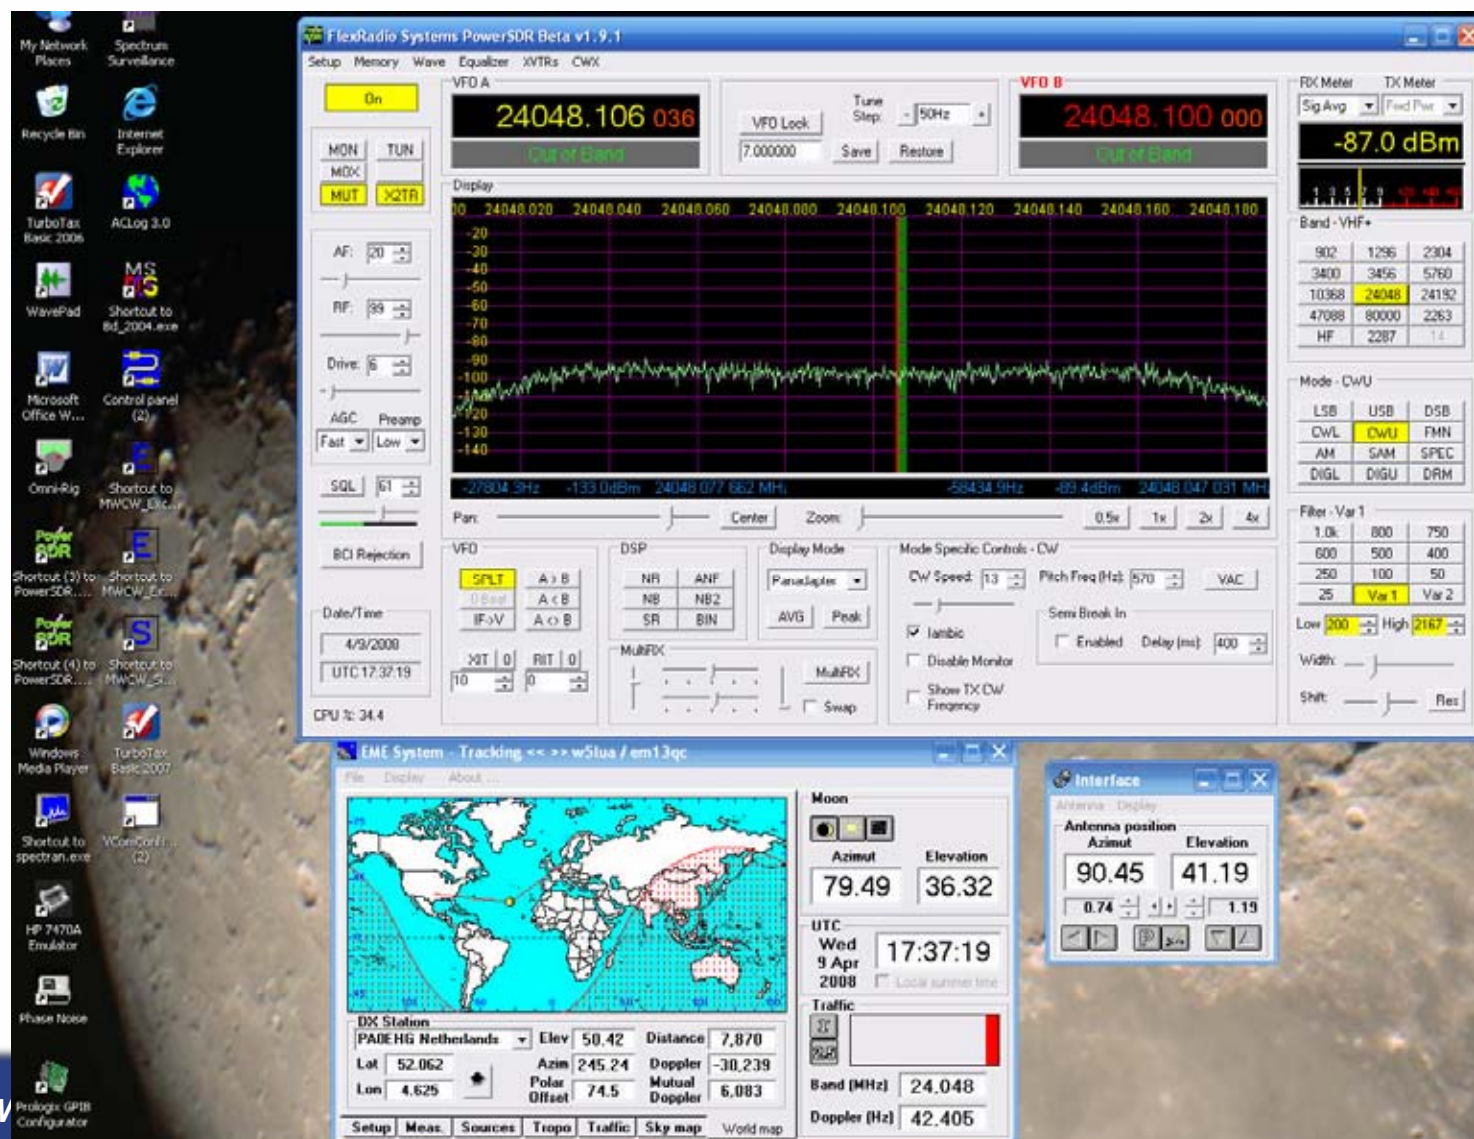 My Network Places
Spectrum Surveillance
Recycle Bin
Internet Explorer
TurboTax Basic 2006
ACLog 3.0
WavePad
Shortcut to Bd_2004.exe
Microsoft Office W...
Control panel (2)
Omni-Rig
Shortcut to MWCW_Exc...
Shortcut (3) to PowerSDR....
Shortcut to MWCW_Ex...
Shortcut (4) to PowerSDR....
Shortcut to MWCW_Si...
Windows Media Player
TurboTax Basic 2007
Shortcut to spectran.exe
VComConfi... (2)
HP 7470A Emulator
Phase Noise
Prologix GPIB Configurator
FlexRadio Systems PowerSDR Beta v1.9.1
Setup Memory Wave Equalizer XVTRs CWX
On
MON TUN
MOX
MUT X2TR
AF: 20
RF: 99
Drive: 6
AGC Preamp
Fast Low
SQL 61
BCI Rejection
Date/Time
4/9/2008
UTC 17:37:19
CPU %: 34.4
VFO A
24048.106 036
Out of Band
VFO Lock
Tune Step: - 50Hz +
7.000000 Save Restore
VFO B
24048.100 000
Out of Band
Display
00 24048.020 24048.040 24048.060 24048.080 24048.100 24048.120 24048.140 24048.160 24048.180
-20
-30
-40
-50
-60
-70
-80
-90
-100
-110
-120
-130
-140
-27804.3Hz -133.0dBm 24048.077 662 MHz
-58434.9Hz -89.4dBm 24048.047 031 MHz
Pan: Center Zoom: 0.5x 1x 2x 4x
VFO
SPLT A > B
0 Beat A < B
IF->V A <> B
XIT 0 RIT 0
10 0
DSP
NR ANF
NB NB2
SR BIN
Display Mode
Panadapter
AVG Peak
MultiRX
MultiRX
Swap
Mode Specific Controls - CW
CW Speed: 13 Pitch Freq (Hz): 570 VAC
Iambic
Disable Monitor
Show TX CW Freqency
Semi Break In
Enabled Delay (ms): 400
RX Meter TX Meter
Sig Avg Fwd Pwr
-87.0 dBm
1 3 5 7 9 +20 +40 +60
Band - VHF+
902 1296 2304
3400 3456 5760
10368 24048 24192
47088 80000 2263
HF 2287 14
Mode - CWU
LSB USB DSB
CWL CWU FMN
AM SAM SPEC
DIGL DIGU DRM
Filter - Var 1
1.0k 800 750
600 500 400
250 100 50
25 Var 1 Var 2
Low 200 High 2167
Width:
Shift: Res
EME System - Tracking << >> w5lua / em13qc
File Display About ...
DX Station
PA0EHG Netherlands Elev 50.42 Distance 7,870
Lat 52.062 Azim 245.24 Doppler -30,239
Lon 4.625 Polar Offset 74.5 Mutual Doppler 6,083
Setup Meas. Sources Tropo Traffic Sky map World map
Moon
Azimut Elevation
79.49 36.32
UTC
Wed 9 Apr 2008
17:37:19
Local summer time
Traffic
Band (MHz) 24,048
Doppler (Hz) 42,405
Interface
Antenna Display
Antenna position
Azimut Elevation
90.45 41.19
0.74 1.19